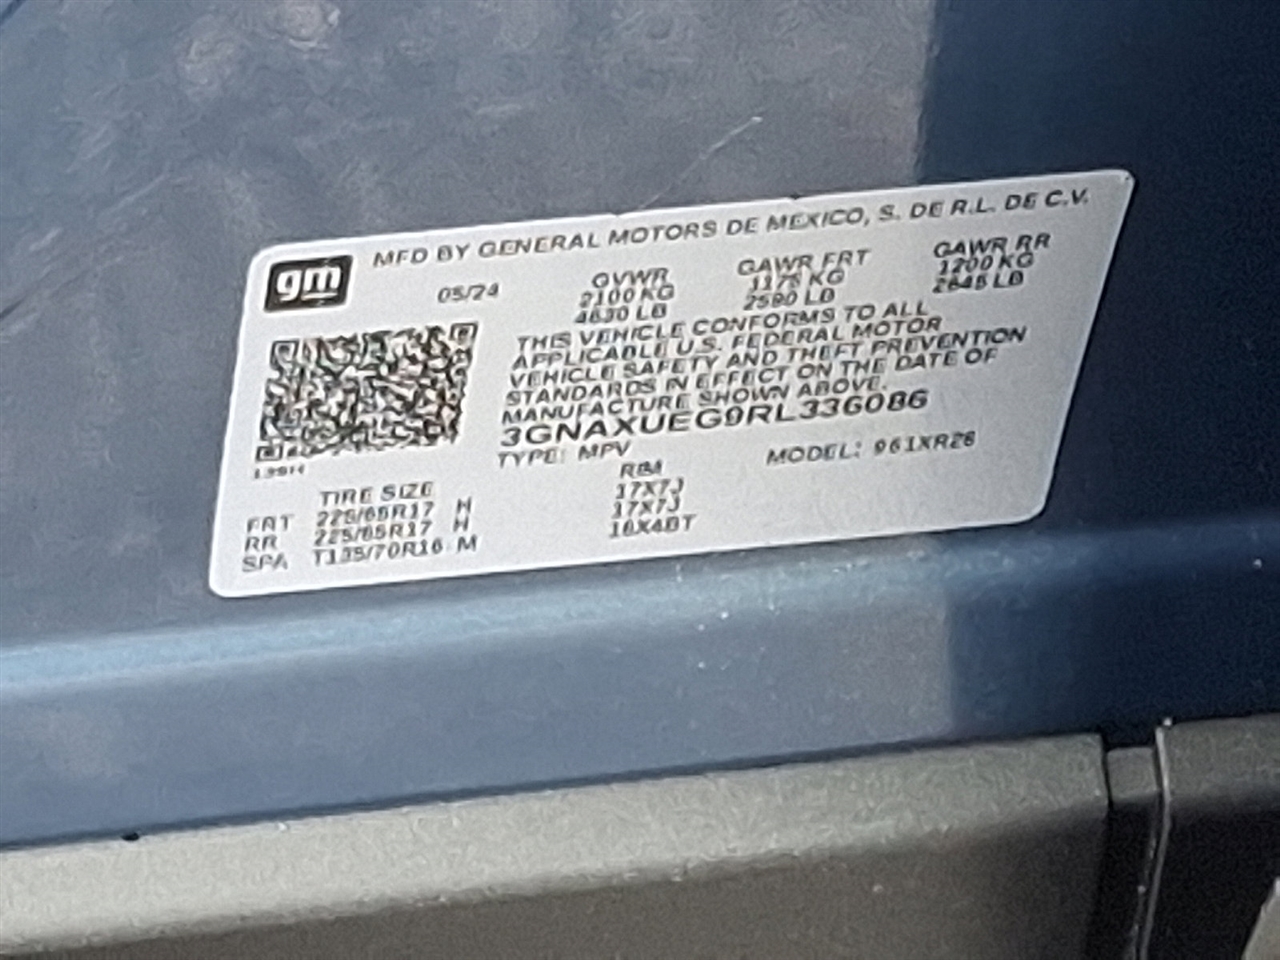 gm
MFD BY GENERAL MOTORS DE MEXICO, S. DE R.L. DE C.V.
05/24
GVWR
2100 KG
4630 LB
GAWR FRT
1175 KG
2590 LB
GAWR RR
1200 KG
2645 LB
THIS VEHICLE CONFORMS TO ALL
APPLICABLE U.S. FEDERAL MOTOR
VEHICLE SAFETY AND THEFT PREVENTION
STANDARDS IN EFFECT ON THE DATE OF
MANUFACTURE SHOWN ABOVE.
3GNAXUEG9RL336086
TYPE: MPV
MODEL: 961XR26
TIRE SIZE
RIM
FRT 225/65R17 H 17X7J
RR 225/65R17 H 17X7J
SPA T135/70R16 M 16X4BT